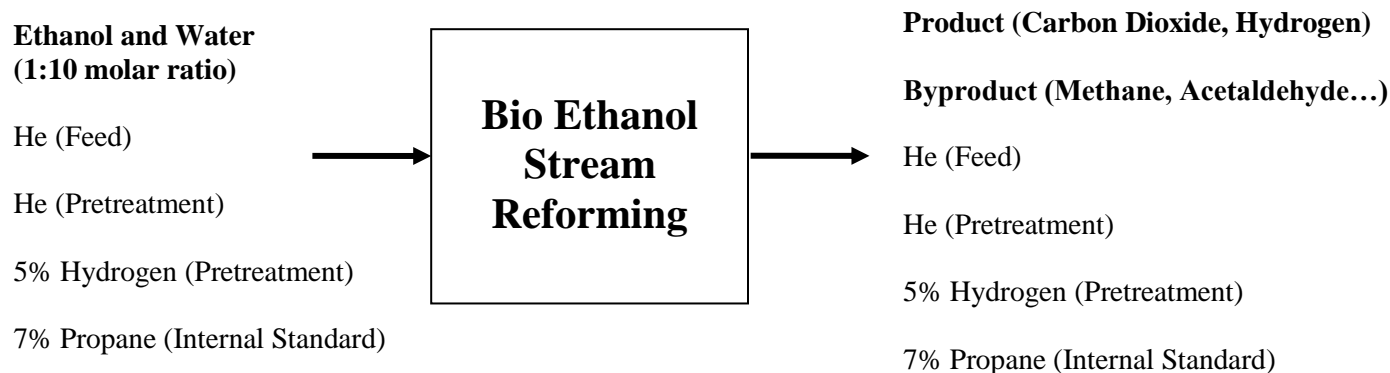 Ethanol and Water
(1:10 molar ratio)
He (Feed)
He (Pretreatment)
5% Hydrogen (Pretreatment)
7% Propane (Internal Standard)
Bio Ethanol
Stream
Reforming
Product (Carbon Dioxide, Hydrogen)
Byproduct (Methane, Acetaldehyde…)
He (Feed)
He (Pretreatment)
5% Hydrogen (Pretreatment)
7% Propane (Internal Standard)